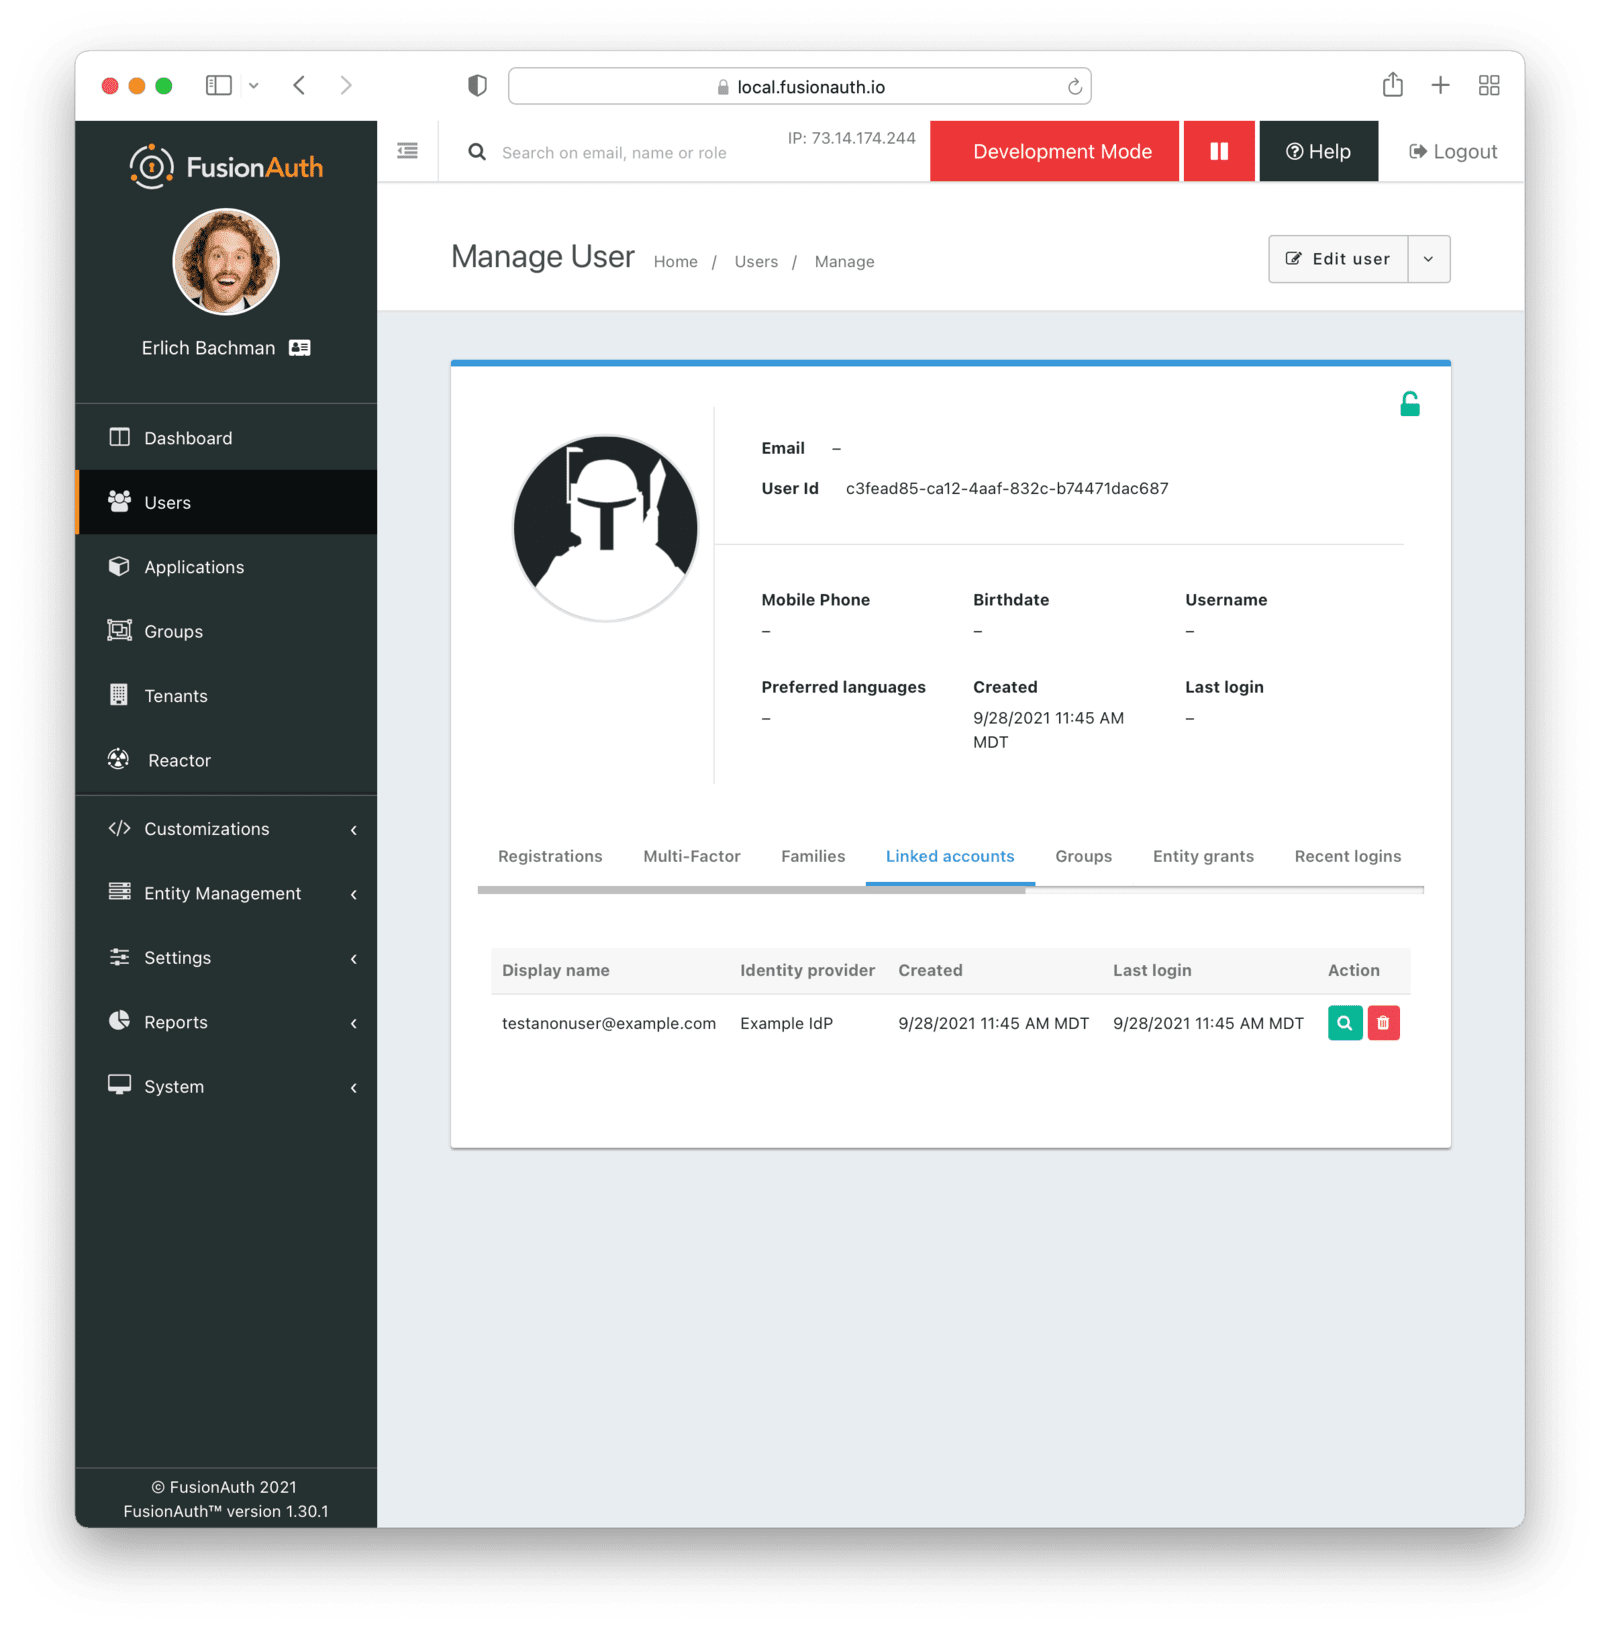 local.fusionauth.io
FusionAuth
Search on email, name or role
IP: 73.14.174.244
Development Mode
Help
Logout
Erlich Bachman
Dashboard
Users
Applications
Groups
Tenants
Reactor
Customizations
Entity Management
Settings
Reports
System
© FusionAuth 2021
FusionAuth™ version 1.30.1
Manage User Home / Users / Manage
Edit user
Email –
User Id c3fead85-ca12-4aaf-832c-b74471dac687
Mobile Phone Birthdate Username
– – –
Preferred languages Created Last login
– 9/28/2021 11:45 AM –
MDT
Registrations Multi-Factor Families Linked accounts Groups Entity grants Recent logins
Display name Identity provider Created Last login Action
testanonuser@example.com Example IdP 9/28/2021 11:45 AM MDT 9/28/2021 11:45 AM MDT